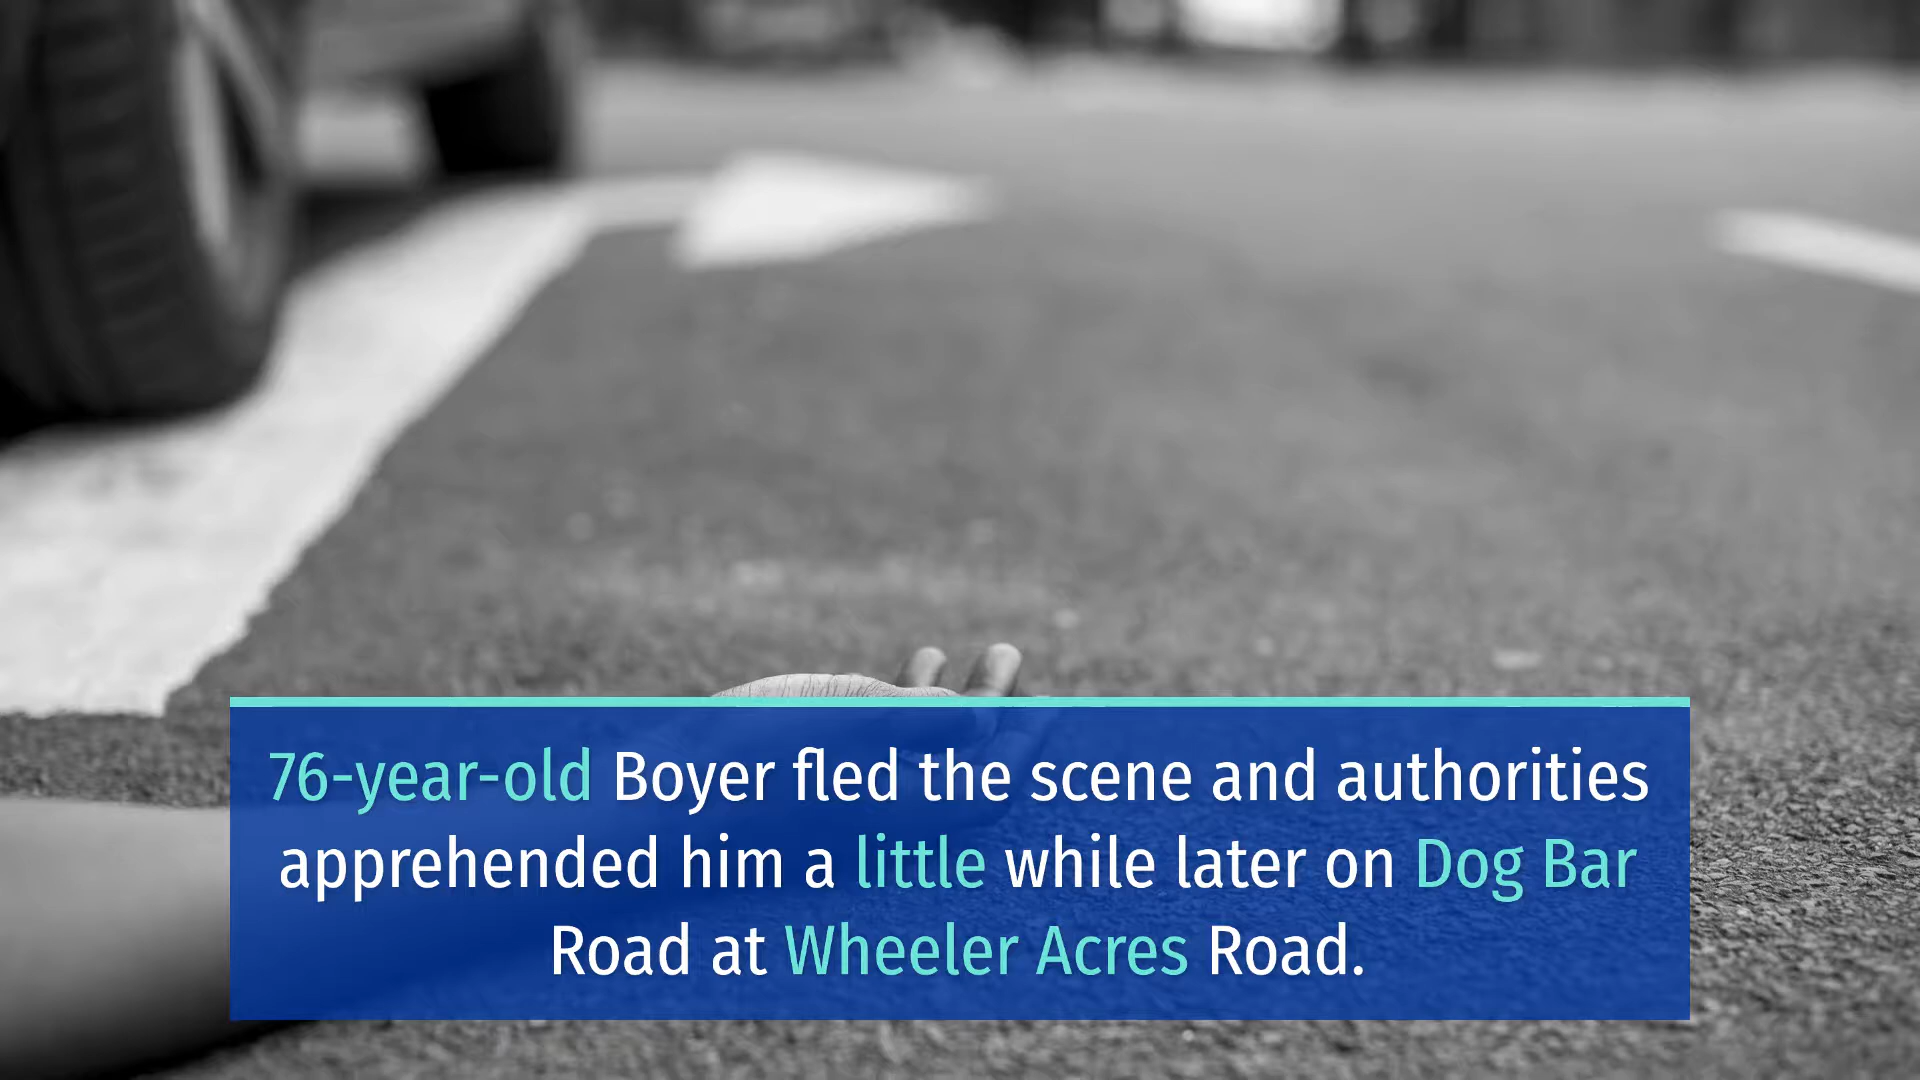 76-year-old Boyer fled the scene and authorities
apprehended him a little while later on Dog Bar
Road at Wheeler Acres Road.